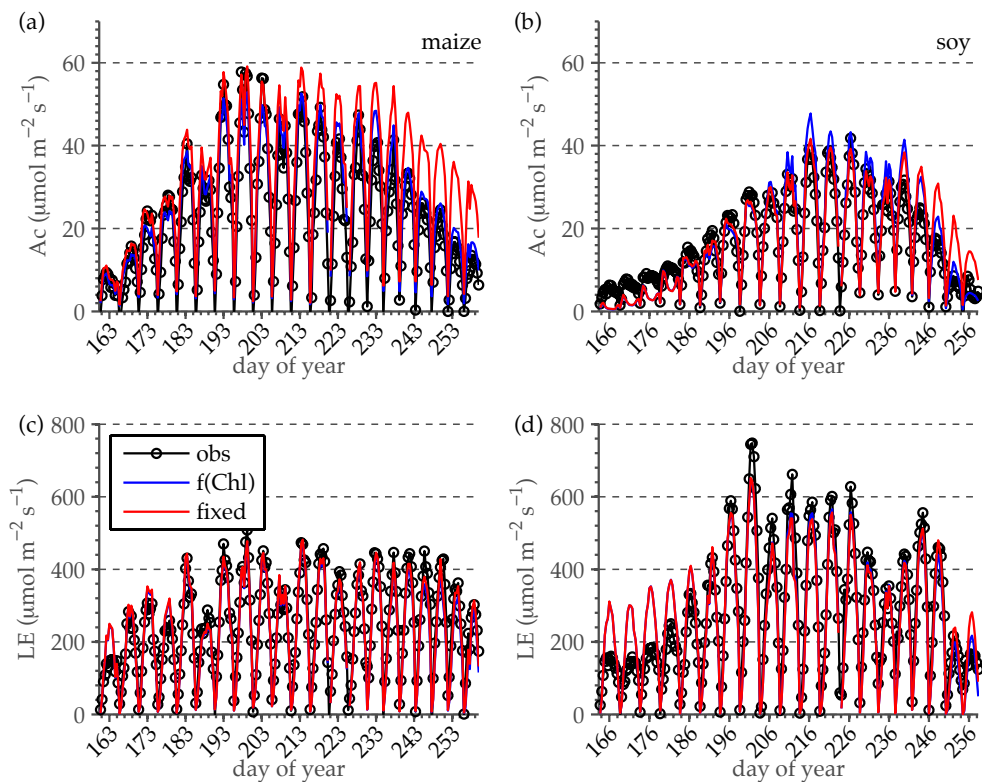 (a)
maize
60
40
20
0
Ac (μmol m⁻² s⁻¹)
163 173 183 193 203 213 223 233 243 253
day of year
(b)
soy
60
40
20
0
Ac (μmol m⁻² s⁻¹)
166 176 186 196 206 216 226 236 246 256
day of year
(c)
800
600
400
200
0
LE (μmol m⁻² s⁻¹)
obs
f(Chl)
fixed
163 173 183 193 203 213 223 233 243 253
day of year
(d)
800
600
400
200
0
LE (μmol m⁻² s⁻¹)
166 176 186 196 206 216 226 236 246 256
day of year